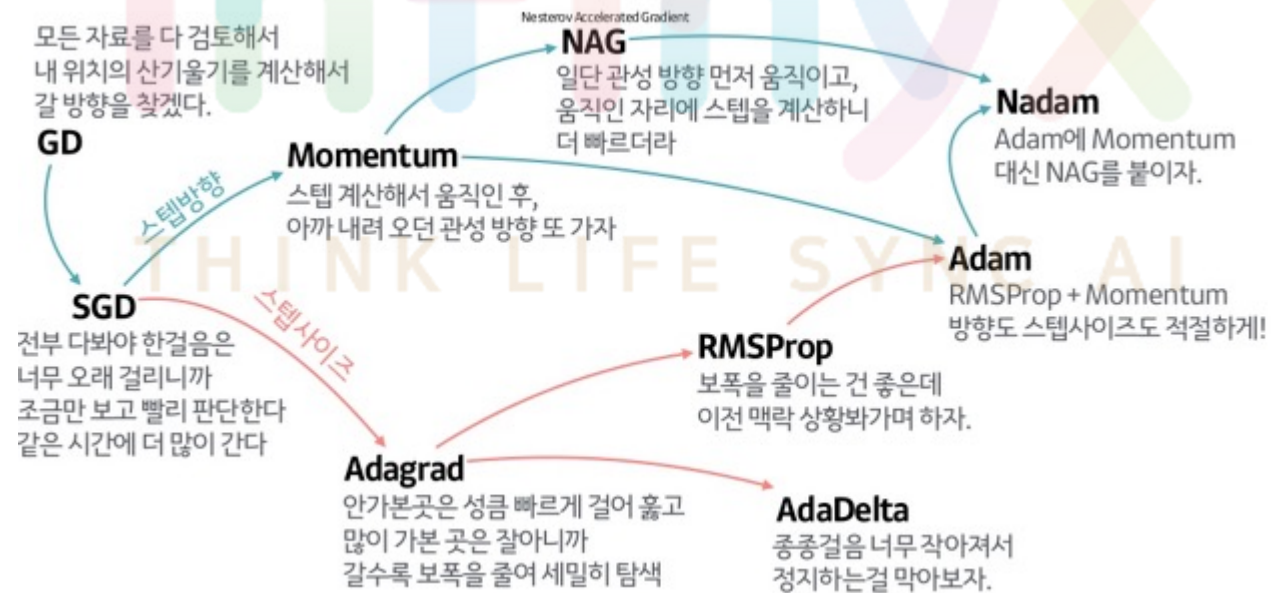 모든 자료를 다 검토해서
내 위치의 산기울기를 계산해서
갈 방향을 찾겠다.
GD
스텝방향
Momentum
스텝 계산해서 움직인 후,
아까 내려 오던 관성 방향 또 가자
Nesterov Accelerated Gradient
NAG
일단 관성 방향 먼저 움직이고,
움직인 자리에 스텝을 계산하니
더 빠르더라
Nadam
Adam에 Momentum
대신 NAG를 붙이자.
THINK LIFE SYNC AI
SGD
전부 다봐야 한걸음은
너무 오래 걸리니까
조금만 보고 빨리 판단한다
같은 시간에 더 많이 간다
스텝사이즈
Adagrad
안가본곳은 성큼 빠르게 걸어 훓고
많이 가본 곳은 잘아니까
갈수록 보폭을 줄여 세밀히 탐색
RMSProp
보폭을 줄이는 건 좋은데
이전 맥락 상황봐가며 하자.
AdaDelta
종종걸음 너무 작아져서
정지하는걸 막아보자.
Adam
RMSProp + Momentum
방향도 스텝사이즈도 적절하게!